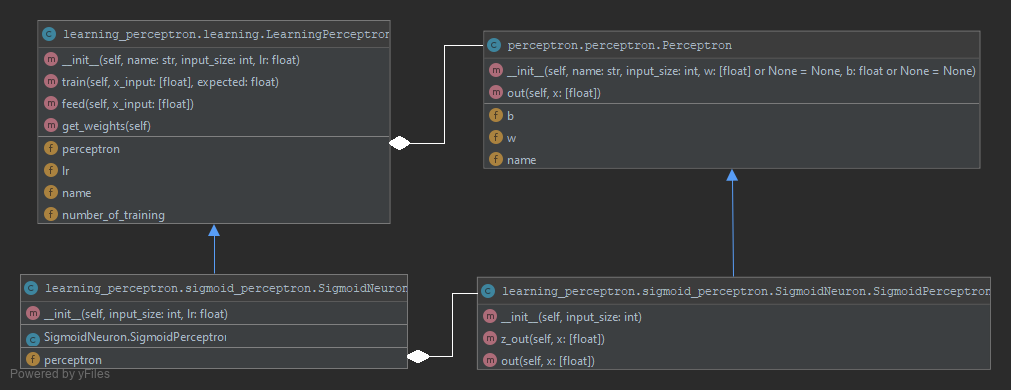 learning_perceptron.learning.LearningPerceptron
__init__(self, name: str, input_size: int, lr: float)
train(self, x_input: [float], expected: float)
feed(self, x_input: [float])
get_weights(self)
perceptron
lr
name
number_of_training
perceptron.perceptron.Perceptron
__init__(self, name: str, input_size: int, w: [float] or None = None, b: float or None = None)
out(self, x: [float])
b
w
name
learning_perceptron.sigmoid_perceptron.SigmoidNeuron
__init__(self, input_size: int, lr: float)
SigmoidNeuron.SigmoidPerceptron
perceptron
learning_perceptron.sigmoid_perceptron.SigmoidNeuron.SigmoidPerceptron
__init__(self, input_size: int)
z_out(self, x: [float])
out(self, x: [float])
Powered by yFiles